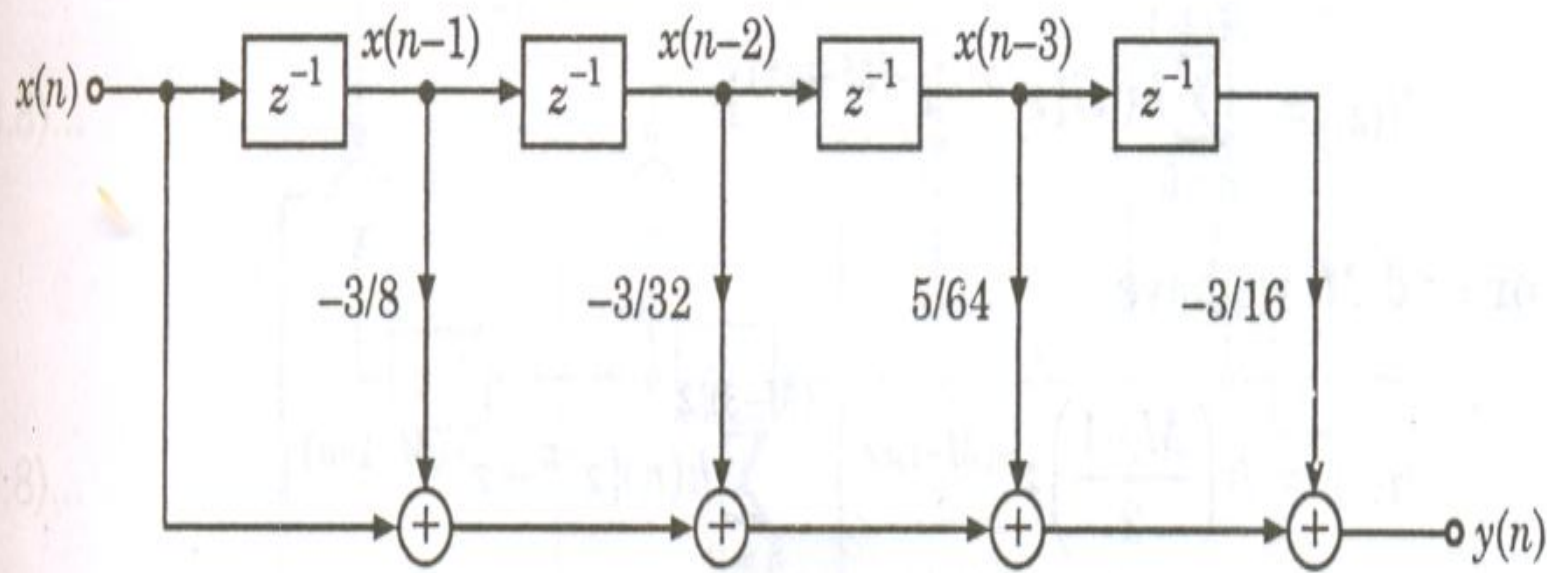 x(n) z⁻¹ x(n–1) z⁻¹ x(n–2) z⁻¹ x(n–3) z⁻¹
–3/8 –3/32 5/64 –3/16
+ + + + y(n)